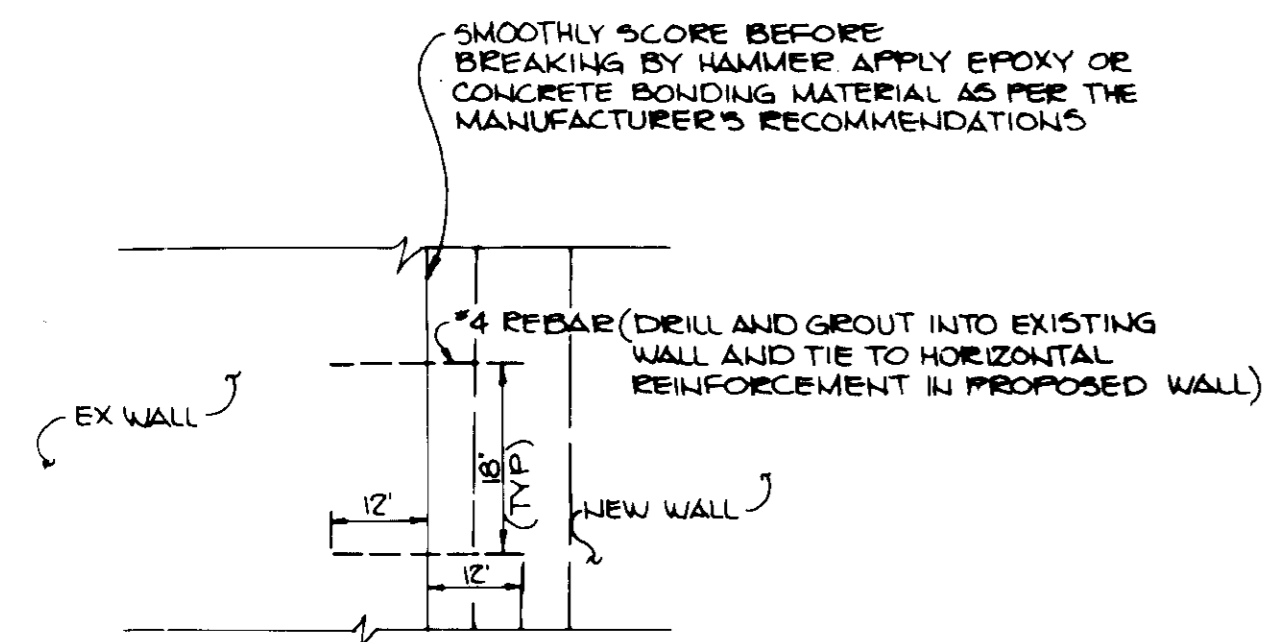 SMOOTHLY SCORE BEFORE
BREAKING BY HAMMER. APPLY EPOXY OR
CONCRETE BONDING MATERIAL AS PER THE
MANUFACTURER'S RECOMMENDATIONS
#4 REBAR (DRILL AND GROUT INTO EXISTING
WALL AND TIE TO HORIZONTAL
REINFORCEMENT IN PROPOSED WALL)
EX WALL
18"
(TYP)
12"
NEW WALL
12"